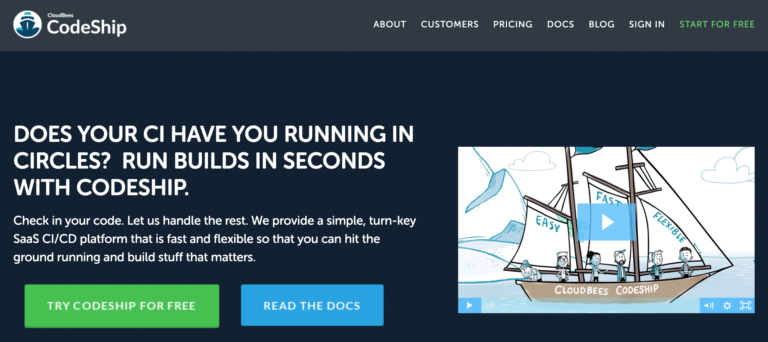 CloudBees
CodeShip
ABOUT CUSTOMERS PRICING DOCS BLOG SIGN IN START FOR FREE
DOES YOUR CI HAVE YOU RUNNING IN
CIRCLES? RUN BUILDS IN SECONDS
WITH CODESHIP.
Check in your code. Let us handle the rest. We provide a simple, turn-key
SaaS CI/CD platform that is fast and flexible so that you can hit the
ground running and build stuff that matters.
TRY CODESHIP FOR FREE
READ THE DOCS
EASY
FAST
FLEXIBLE
CLOUDBEES CODESHIP